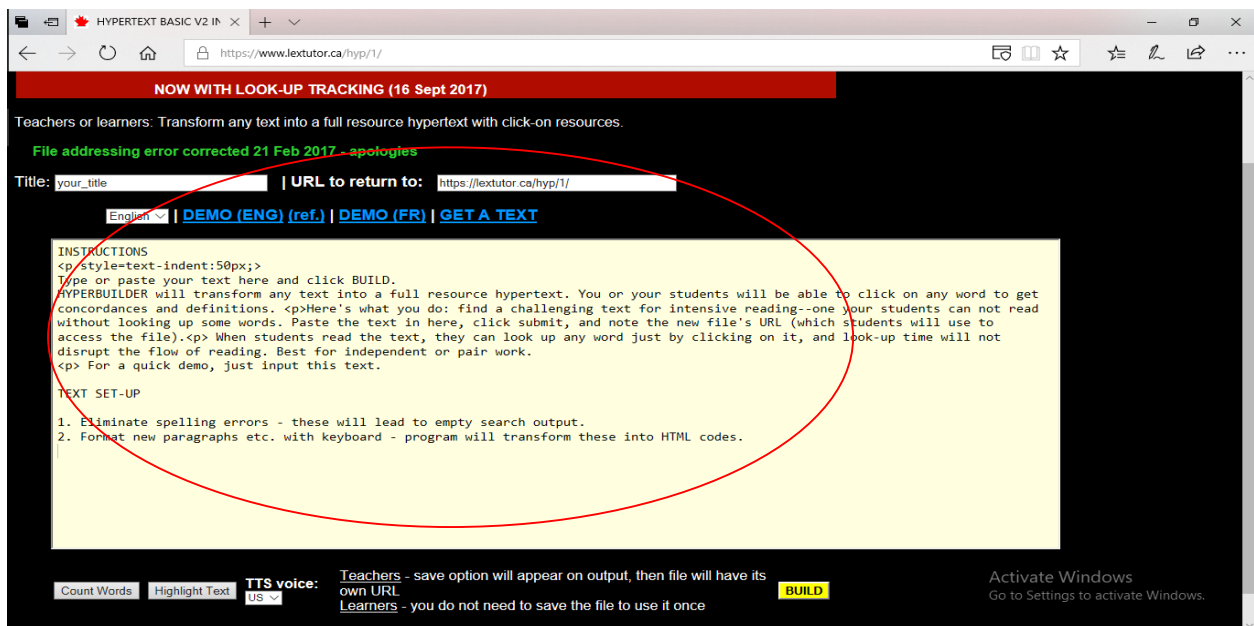 HYPERTEXT BASIC V2 IN
https://www.lextutor.ca/hyp/1/
NOW WITH LOOK-UP TRACKING (16 Sept 2017)
Teachers or learners: Transform any text into a full resource hypertext with click-on resources.
File addressing error corrected 21 Feb 2017 - apologies
Title: your_title | URL to return to: https://lextutor.ca/hyp/1/
English | DEMO (ENG) (ref.) | DEMO (FR) | GET A TEXT
INSTRUCTIONS
<p style=text-indent:50px;>
Type or paste your text here and click BUILD.
HYPERBUILDER will transform any text into a full resource hypertext. You or your students will be able to click on any word to get
concordances and definitions. <p>Here's what you do: find a challenging text for intensive reading--one your students can not read
without looking up some words. Paste the text in here, click submit, and note the new file's URL (which students will use to
access the file).<p> When students read the text, they can look up any word just by clicking on it, and look-up time will not
disrupt the flow of reading. Best for independent or pair work.
<p> For a quick demo, just input this text.
TEXT SET-UP
1. Eliminate spelling errors - these will lead to empty search output.
2. Format new paragraphs etc. with keyboard - program will transform these into HTML codes.
Count Words Highlight Text TTS voice: US
Teachers - save option will appear on output, then file will have its
own URL
Learners - you do not need to save the file to use it once
BUILD
Activate Windows
Go to Settings to activate Windows.